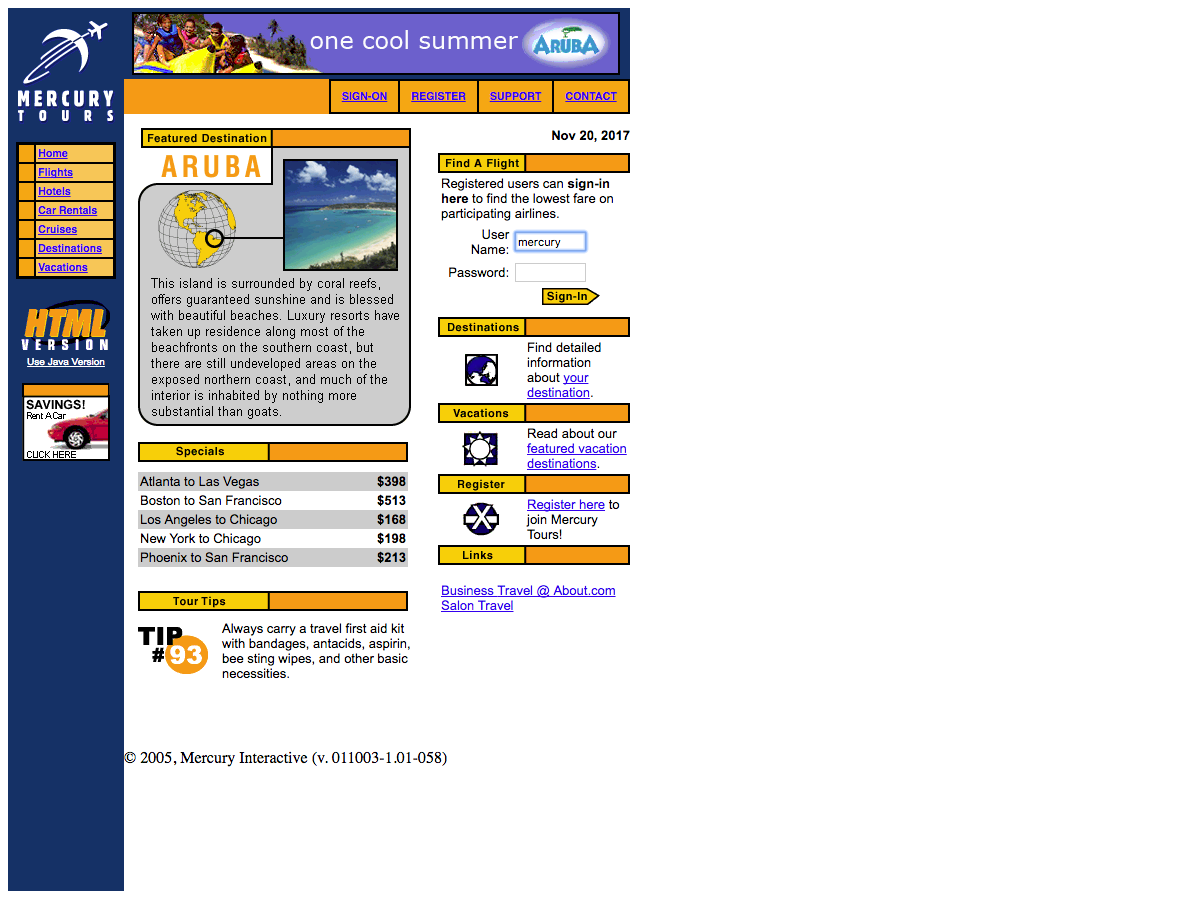 MERCURY
TOURS
one cool summer
ARUBA
SIGN-ON
REGISTER
SUPPORT
CONTACT
Home
Flights
Hotels
Car Rentals
Cruises
Destinations
Vacations
HTML
VERSION
Use Java Version
SAVINGS!
Rent A Car
CLICK HERE
Featured Destination
ARUBA
This island is surrounded by coral reefs,
offers guaranteed sunshine and is blessed
with beautiful beaches. Luxury resorts have
taken up residence along most of the
beachfronts on the southern coast, but
there are still undeveloped areas on the
exposed northern coast, and much of the
interior is inhabited by nothing more
substantial than goats.
Specials
Atlanta to Las Vegas $398
Boston to San Francisco $513
Los Angeles to Chicago $168
New York to Chicago $198
Phoenix to San Francisco $213
Tour Tips
TIP
#93
Always carry a travel first aid kit
with bandages, antacids, aspirin,
bee sting wipes, and other basic
necessities.
Nov 20, 2017
Find A Flight
Registered users can sign-in
here to find the lowest fare on
participating airlines.
User
Name: mercury
Password:
Sign-In
Destinations
Find detailed
information
about your
destination.
Vacations
Read about our
featured vacation
destinations.
Register
Register here to
join Mercury
Tours!
Links
Business Travel @ About.com
Salon Travel
© 2005, Mercury Interactive (v. 011003-1.01-058)